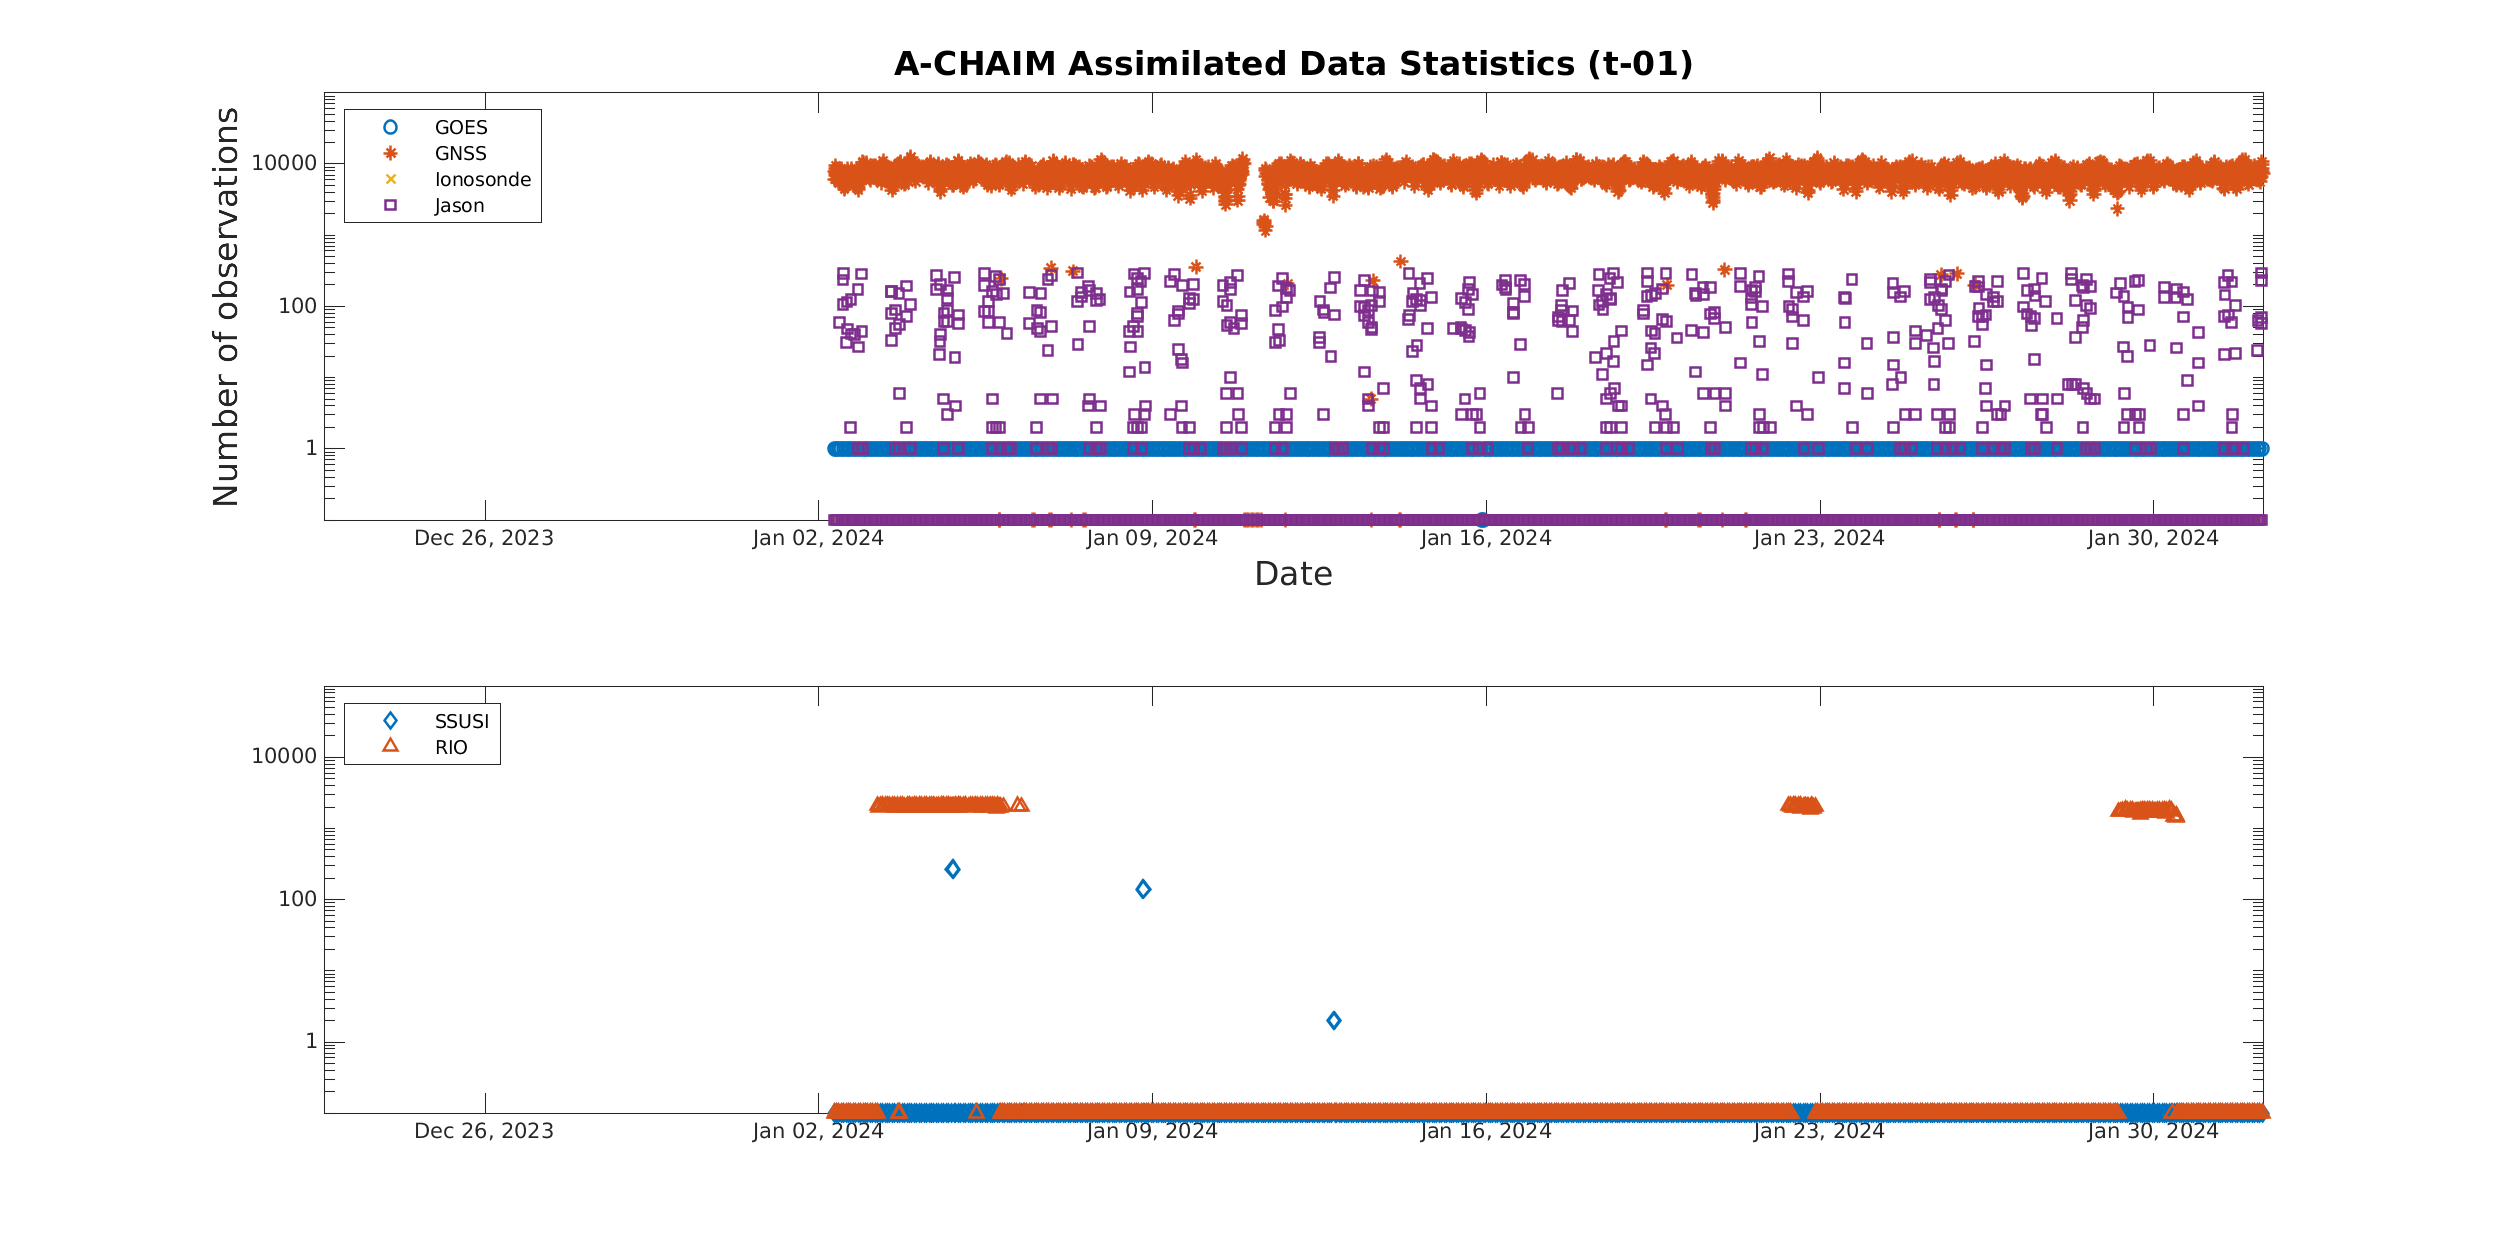 A-CHAIM Assimilated Data Statistics (t-01)
Number of observations
10000
100
1
GOES
GNSS
Ionosonde
Jason
Dec 26, 2023
Jan 02, 2024
Jan 09, 2024
Jan 16, 2024
Jan 23, 2024
Jan 30, 2024
Date
10000
100
1
SSUSI
RIO
Dec 26, 2023
Jan 02, 2024
Jan 09, 2024
Jan 16, 2024
Jan 23, 2024
Jan 30, 2024